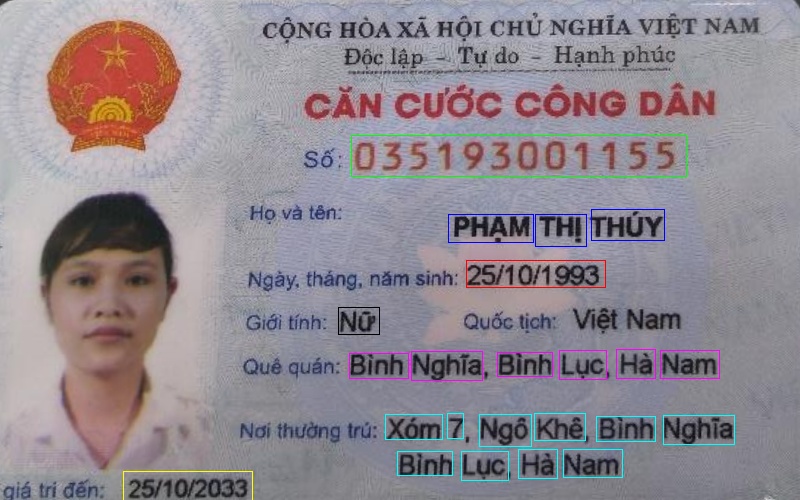 CỘNG HÒA XÃ HỘI CHỦ NGHĨA VIỆT NAM
Độc lập - Tự do - Hạnh phúc
CĂN CƯỚC CÔNG DÂN
Số: 035193001155
Họ và tên:
PHẠM THỊ THÚY
Ngày, tháng, năm sinh: 25/10/1993
Giới tính: Nữ Quốc tịch: Việt Nam
Quê quán: Bình Nghĩa, Bình Lục, Hà Nam
Nơi thường trú: Xóm 7, Ngô Khê, Bình Nghĩa
Bình Lục, Hà Nam
giá trị đến: 25/10/2033